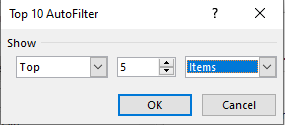 Top 10 AutoFilter ? ×
Show
Top 5 Items
OK Cancel